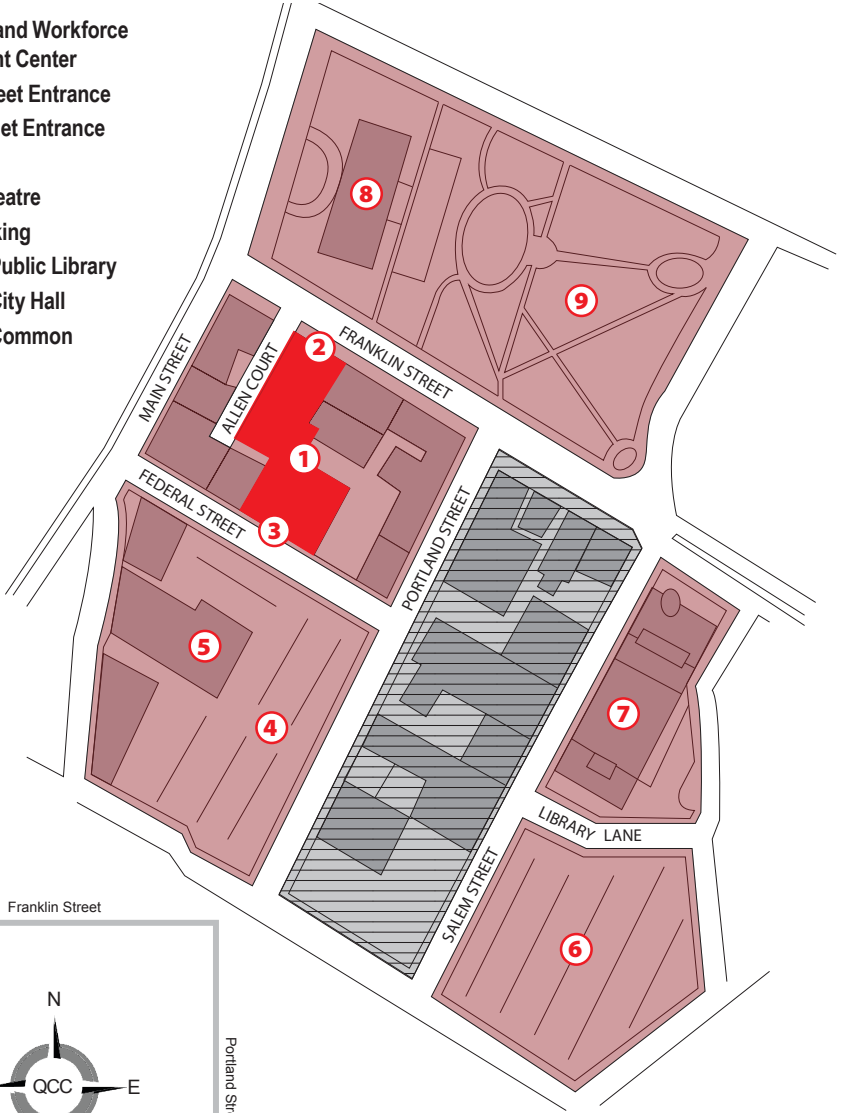 and Workforce
nt Center
eet Entrance
et Entrance
eatre
king
Public Library
City Hall
Common
8
9
2
FRANKLIN STREET
MAIN STREET
ALLEN COURT
1
FEDERAL STREET
3
PORTLAND STREET
5
4
7
LIBRARY LANE
SALEM STREET
6
Franklin Street
N
QCC
E
Portland Stre